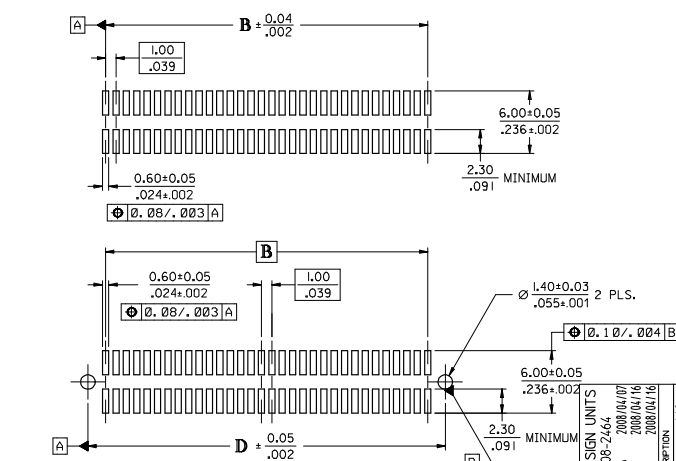 A
B ± 0.04
.002
1.00
.039
6.00±0.05
.236±.002
2.30
.091 MINIMUM
0.60±0.05
.024±.002
⌖ Ø.08/.003 A
B
0.60±0.05
.024±.002
1.00
.039
⌖ Ø.08/.003 A
Ø 1.40±0.03
.055±.001 2 PLS.
⌖ Ø.10/.004 B
6.00±0.05
.236±.002
2.30
.091 MINIMUM
A
D ± 0.05
.002
SIGN UNITS
08-2464
2008/04/07
2008/04/16
2008/04/16
RIPTION